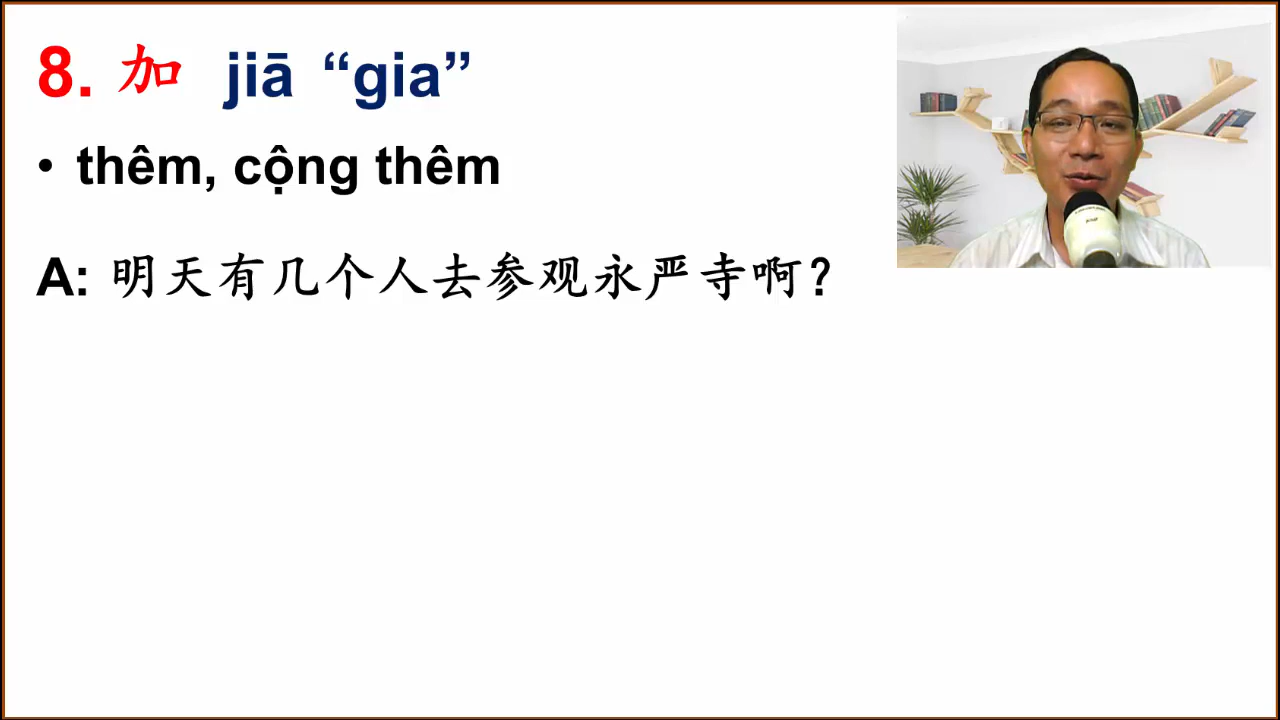 8. 加 jiā “gia”
• thêm, cộng thêm
A: 明天有几个人去参观永严寺啊？